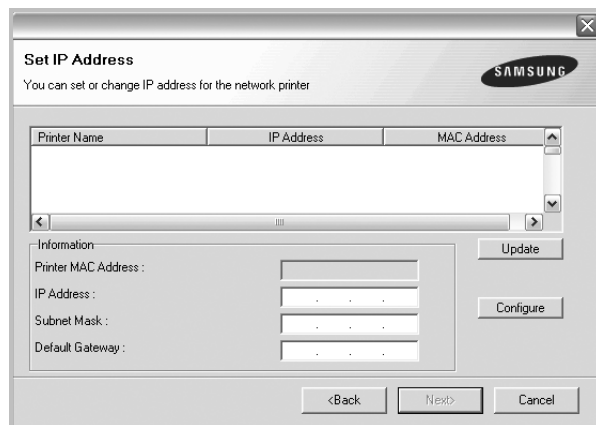 Set IP Address
You can set or change IP address for the network printer
SAMSUNG
Printer Name IP Address MAC Address
Information
Printer MAC Address :
IP Address :
Subnet Mask :
Default Gateway :
Update
Configure
<Back Next> Cancel